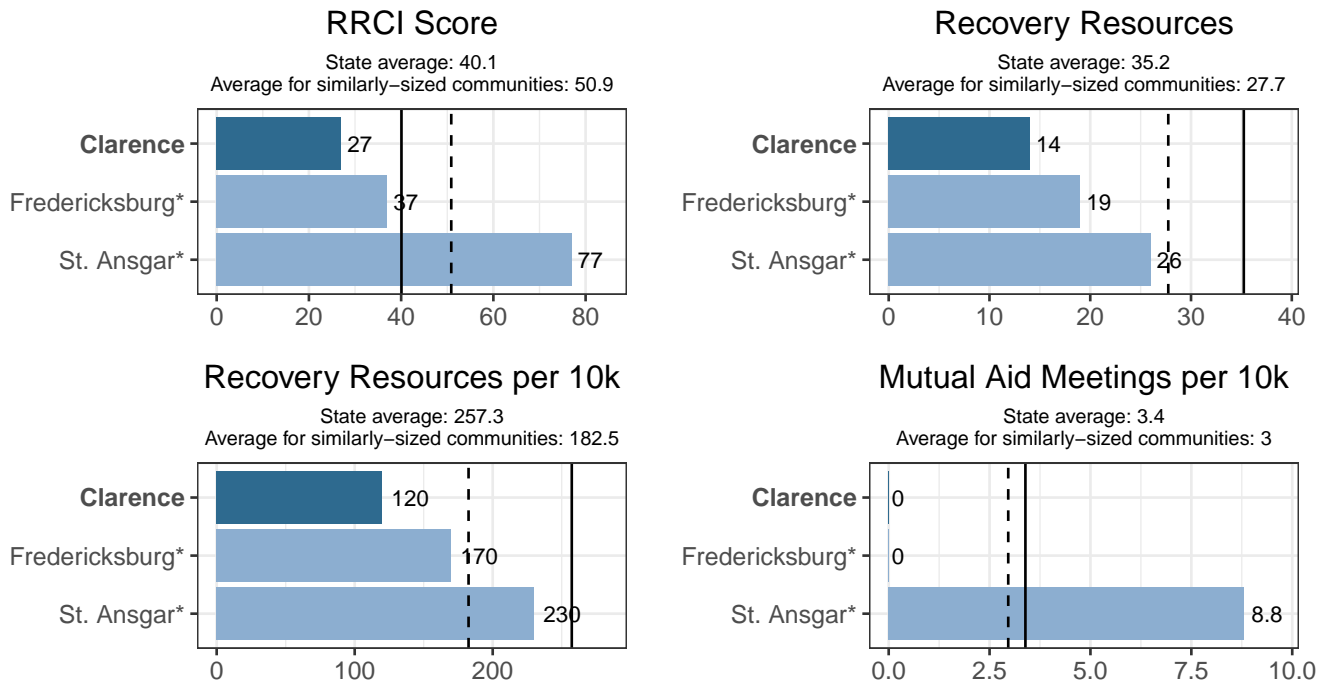 RRCI Score
State average: 40.1
Average for similarly−sized communities: 50.9
Clarence
27
Fredericksburg*
37
St. Ansgar*
77
0 20 40 60 80
Recovery Resources
State average: 35.2
Average for similarly−sized communities: 27.7
Clarence
14
Fredericksburg*
19
St. Ansgar*
26
0 10 20 30 40
Recovery Resources per 10k
State average: 257.3
Average for similarly−sized communities: 182.5
Clarence
120
Fredericksburg*
170
St. Ansgar*
230
0 100 200
Mutual Aid Meetings per 10k
State average: 3.4
Average for similarly−sized communities: 3
Clarence
0
Fredericksburg*
0
St. Ansgar*
8.8
0.0 2.5 5.0 7.5 10.0